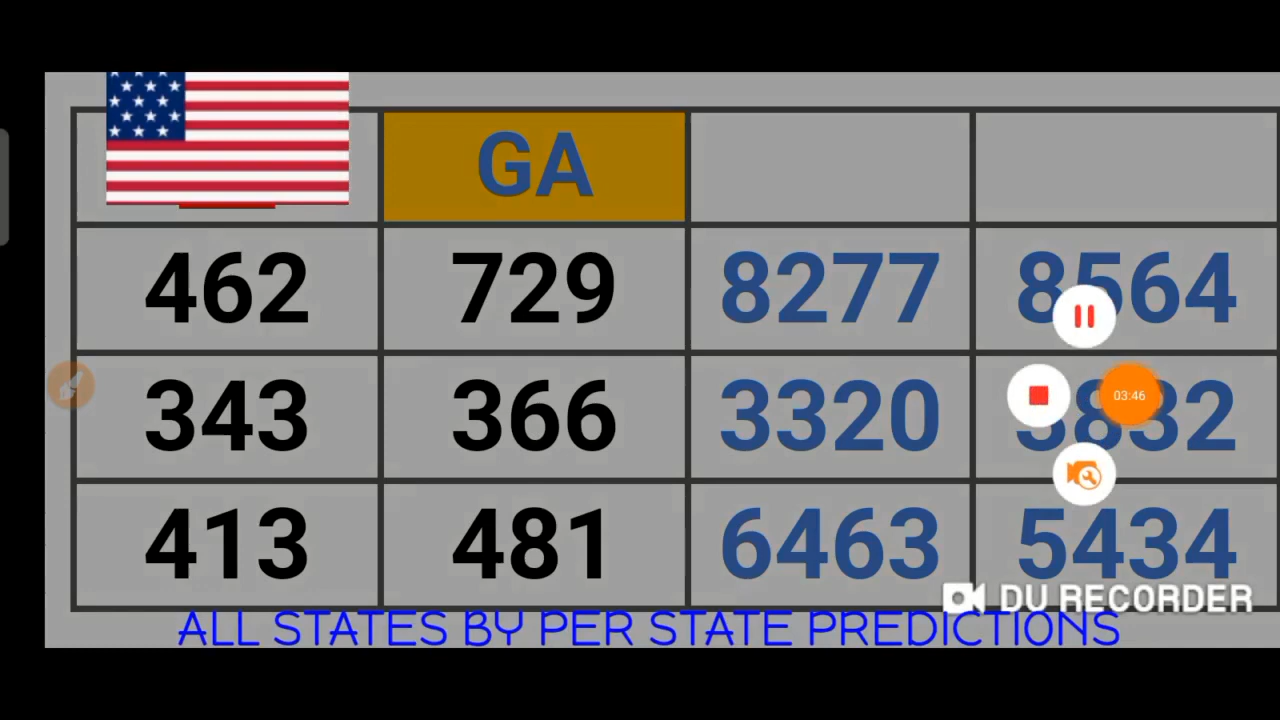 GA
462 729 8277 8564
343 366 3320 3832
03:46
413 481 6463 5434
DU RECORDER
ALL STATES BY PER STATE PREDICTIONS